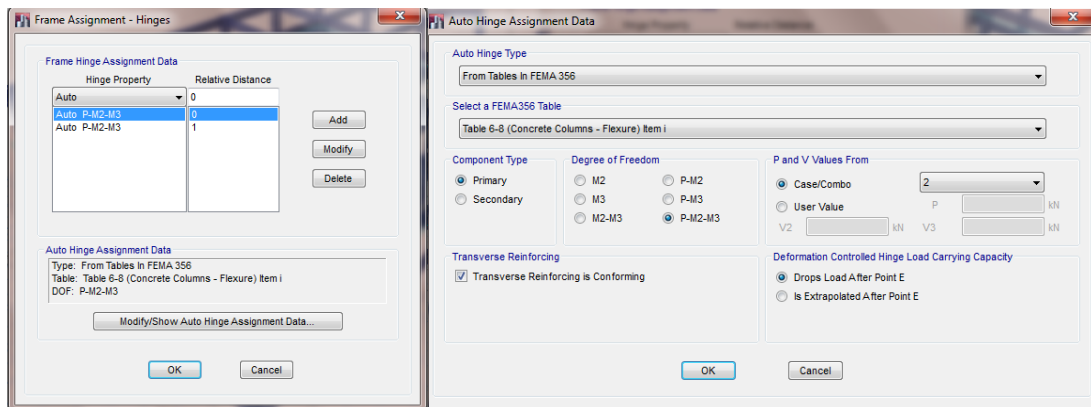 Frame Assignment - Hinges
Frame Hinge Assignment Data
Hinge Property Relative Distance
Auto 0
Auto P-M2-M3 0
Auto P-M2-M3 1
Add
Modify
Delete
Auto Hinge Assignment Data
Type: From Tables In FEMA 356
Table: Table 6-8 (Concrete Columns - Flexure) Item i
DOF: P-M2-M3
Modify/Show Auto Hinge Assignment Data...
OK Cancel
Auto Hinge Assignment Data
Hinge Property Relative Distance
Auto Hinge Type
From Tables In FEMA 356
Select a FEMA356 Table
Table 6-8 (Concrete Columns - Flexure) Item i
Component Type
Primary
Secondary
Degree of Freedom
M2 P-M2
M3 P-M3
M2-M3 P-M2-M3
P and V Values From
Case/Combo 2
User Value P kN
V2 kN V3 kN
Transverse Reinforcing
Transverse Reinforcing is Conforming
Deformation Controlled Hinge Load Carrying Capacity
Drops Load After Point E
Is Extrapolated After Point E
OK Cancel